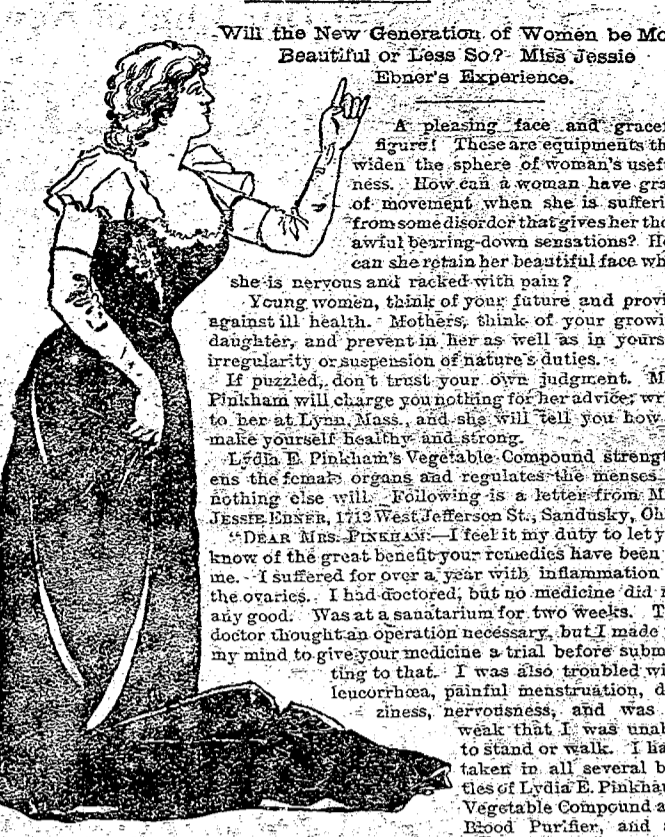 Will the New Generation of Women be Mo
Beautiful or Less So? Miss Jessie
Ebner's Experience.
A pleasing face and gracef
figure! These are equipments th
widen the sphere of woman's usef
ness. How can a woman have gra
of movement when she is sufferi
from some disorder that gives her tho
awful bearing-down sensations? Ho
can she retain her beautiful face wh
she is nervous and racked with pain?
Young women, think of your future and provi
against ill health. Mothers, think of your growi
daughter, and prevent in her as well as in yours
irregularity or suspension of nature's duties.
If puzzled, don't trust your own judgment. M
Pinkham will charge you nothing for her advice; wr
to her at Lynn, Mass., and she will tell you how
make yourself healthy and strong.
Lydia E. Pinkham's Vegetable Compound strengt
ens the female organs and regulates the menses
nothing else will. Following is a letter from M
JESSIE EBNER, 1712 West Jefferson St., Sandusky, Oh
"DEAR MRS. PINKHAM:—I feel it my duty to let y
know of the great benefit your remedies have been
me. I suffered for over a year with inflammation
the ovaries. I had doctored, but no medicine did
any good. Was at a sanatarium for two weeks. T
doctor thought an operation necessary, but I made
my mind to give your medicine a trial before subm
ting to that. I was also troubled wi
leucorrhœa, painful menstruation, d
ziness, nervousness, and was
weak that I was unab
to stand or walk. I ha
taken in all several b
tles of Lydia E. Pinkha
Vegetable Compound a
Blood Purifier, and